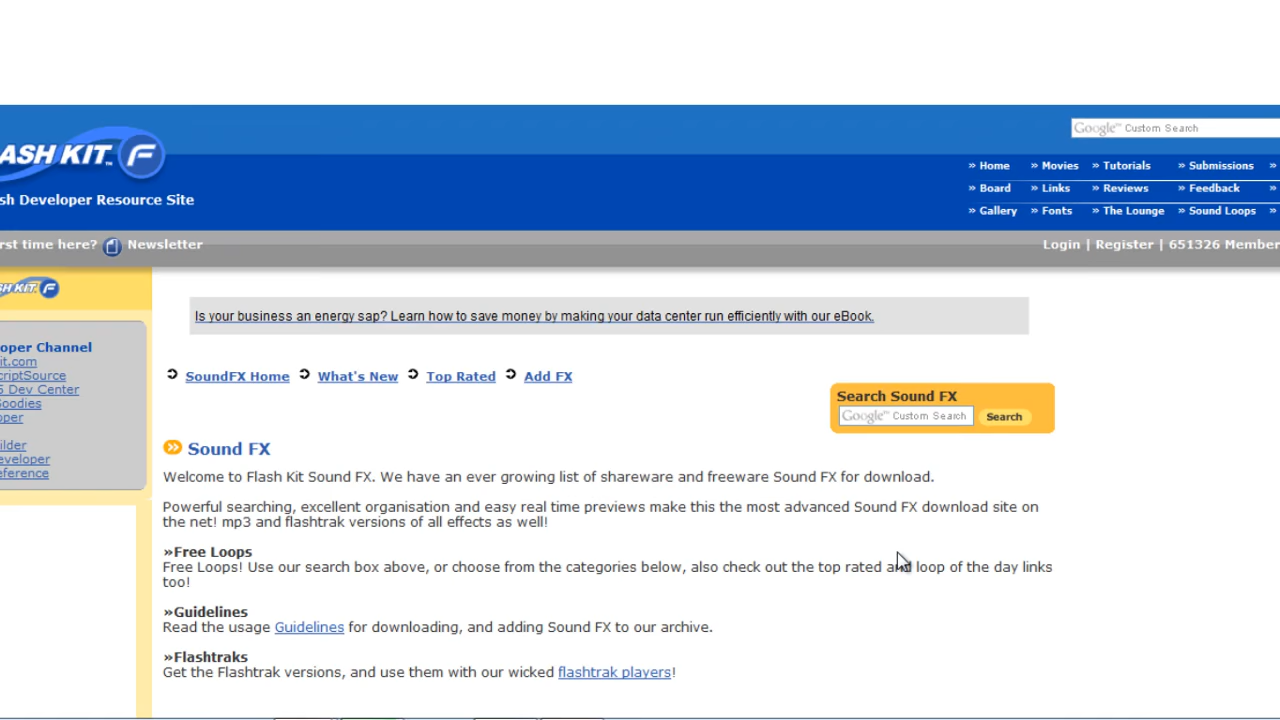 Google™ Custom Search
ASH KIT™ F
» Home » Movies » Tutorials » Submissions »
sh Developer Resource Site
» Board » Links » Reviews » Feedback »
» Gallery » Fonts » The Lounge » Sound Loops »
rst time here? Newsletter
Login | Register | 651326 Member
SH KIT F
Is your business an energy sap? Learn how to save money by making your data center run efficiently with our eBook.
oper Channel
it.com
criptSource
5 Dev Center
Goodies
oper
ilder
eveloper
eference
SoundFX Home What's New Top Rated Add FX
Search Sound FX
Google™ Custom Search Search
Sound FX
Welcome to Flash Kit Sound FX. We have an ever growing list of shareware and freeware Sound FX for download.
Powerful searching, excellent organisation and easy real time previews make this the most advanced Sound FX download site on
the net! mp3 and flashtrak versions of all effects as well!
»Free Loops
Free Loops! Use our search box above, or choose from the categories below, also check out the top rated and loop of the day links
too!
»Guidelines
Read the usage Guidelines for downloading, and adding Sound FX to our archive.
»Flashtraks
Get the Flashtrak versions, and use them with our wicked flashtrak players!